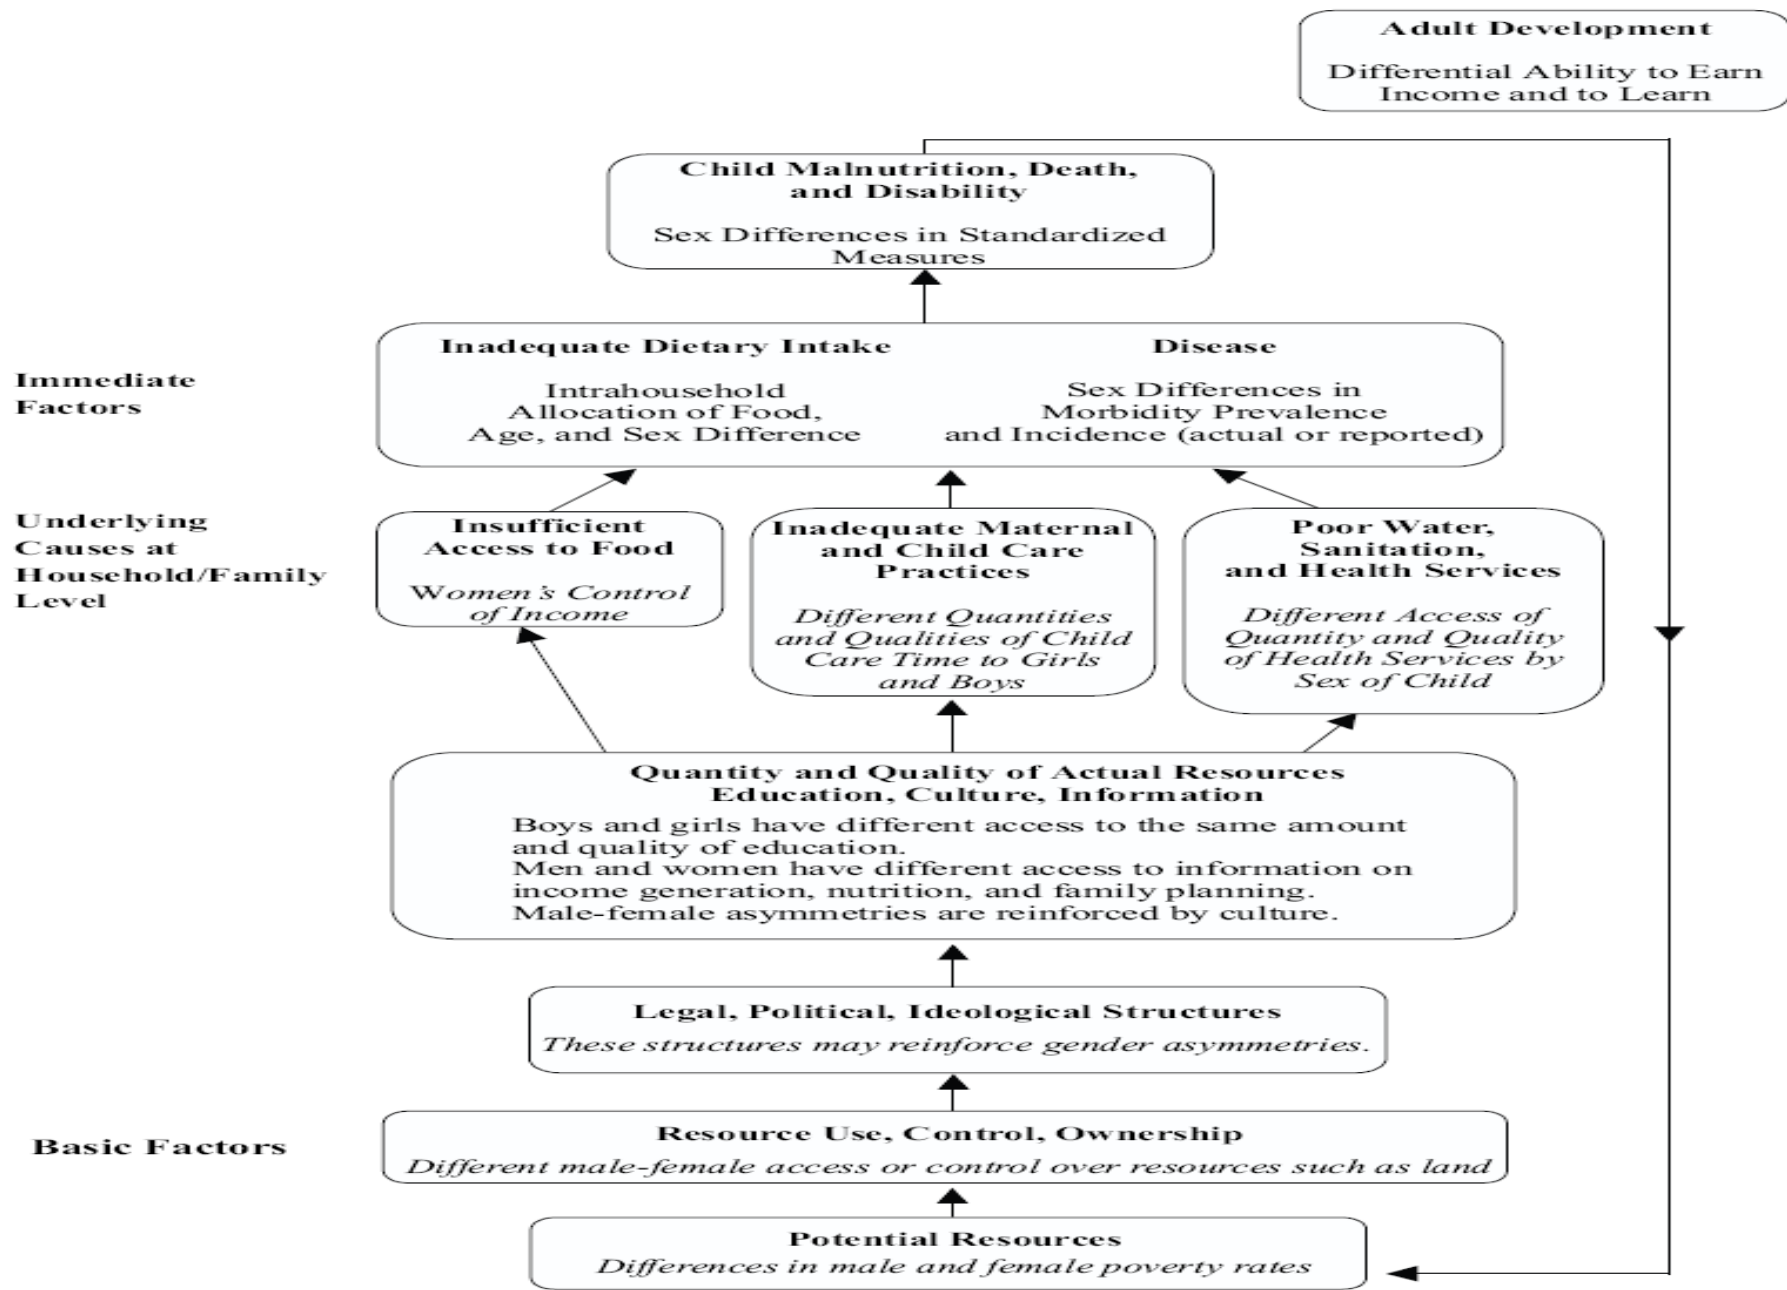 Adult Development
Differential Ability to Earn
Income and to Learn
Child Malnutrition, Death,
and Disability
Sex Differences in Standardized
Measures
Immediate
Factors
Inadequate Dietary Intake
Intrahousehold
Allocation of Food,
Age, and Sex Difference
Disease
Sex Differences in
Morbidity Prevalence
and Incidence (actual or reported)
Underlying
Causes at
Household/Family
Level
Insufficient
Access to Food
Women's Control
of Income
Inadequate Maternal
and Child Care
Practices
Different Quantities
and Qualities of Child
Care Time to Girls
and Boys
Poor Water,
Sanitation,
and Health Services
Different Access of
Quantity and Quality
of Health Services by
Sex of Child
Quantity and Quality of Actual Resources
Education, Culture, Information
Boys and girls have different access to the same amount
and quality of education.
Men and women have different access to information on
income generation, nutrition, and family planning.
Male-female asymmetries are reinforced by culture.
Legal, Political, Ideological Structures
These structures may reinforce gender asymmetries.
Basic Factors
Resource Use, Control, Ownership
Different male-female access or control over resources such as land
Potential Resources
Differences in male and female poverty rates